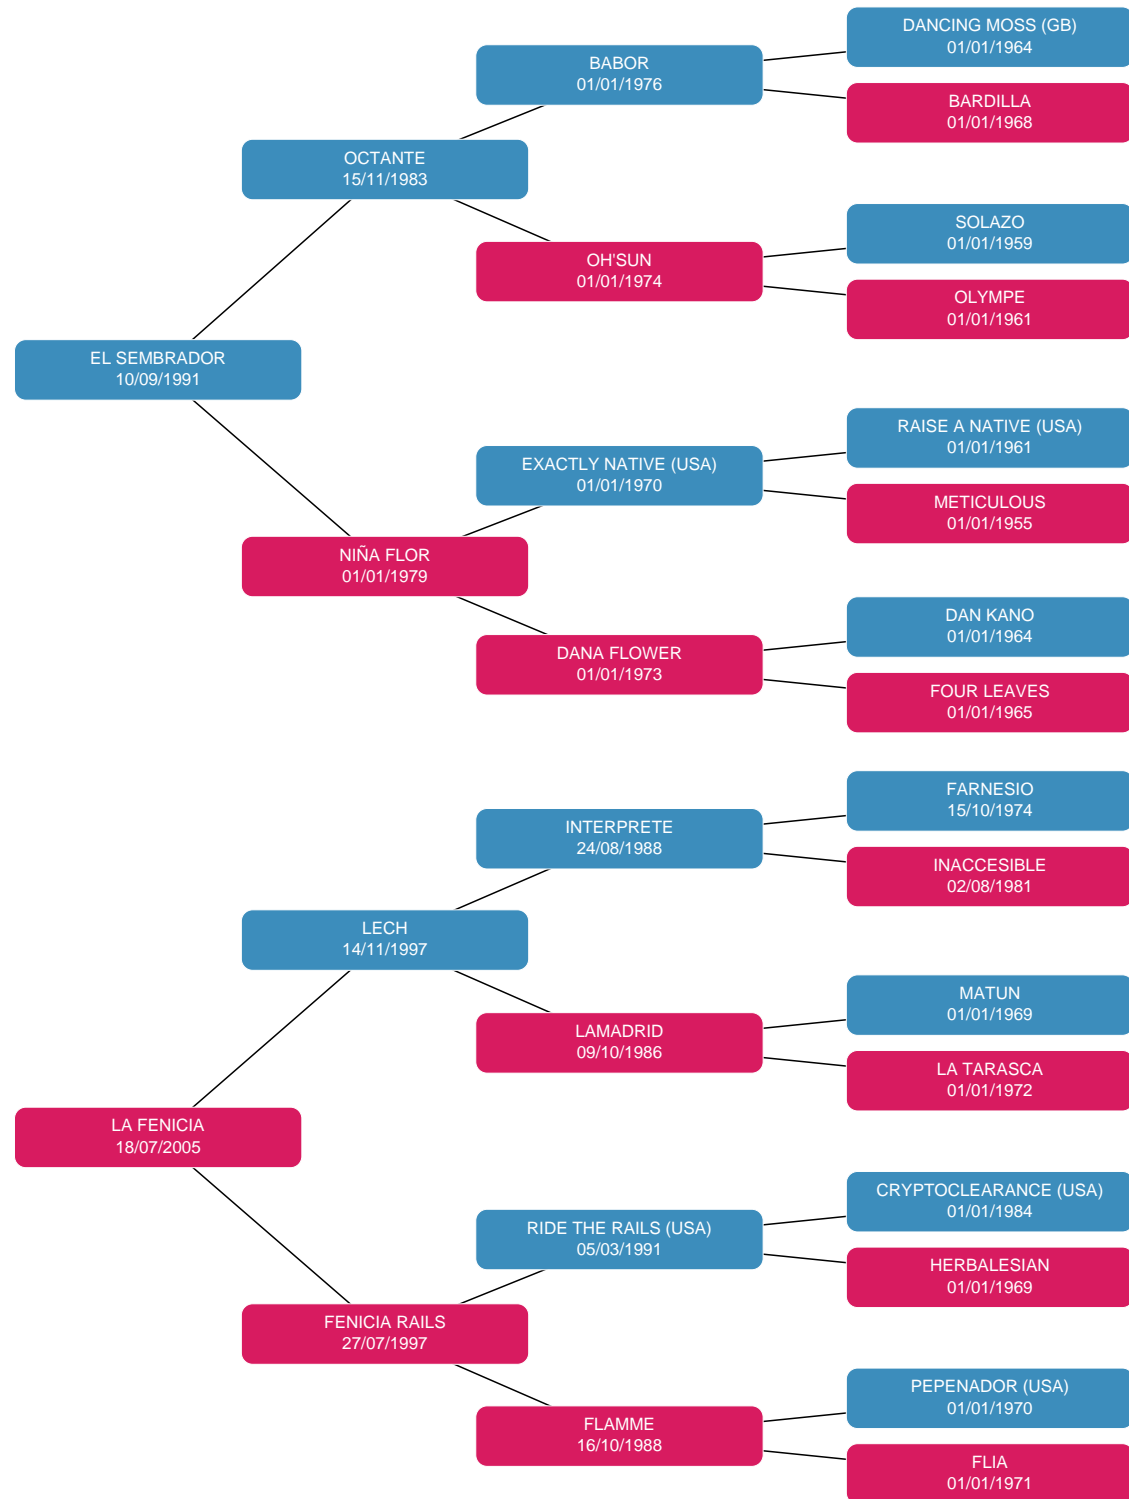 DANCING MOSS (GB)
01/01/1964
BABOR
01/01/1976
BARDILLA
01/01/1968
OCTANTE
15/11/1983
SOLAZO
01/01/1959
OH'SUN
01/01/1974
OLYMPE
01/01/1961
EL SEMBRADOR
10/09/1991
RAISE A NATIVE (USA)
01/01/1961
EXACTLY NATIVE (USA)
01/01/1970
METICULOUS
01/01/1955
NIÑA FLOR
01/01/1979
DAN KANO
01/01/1964
DANA FLOWER
01/01/1973
FOUR LEAVES
01/01/1965
FARNESIO
15/10/1974
INTERPRETE
24/08/1988
INACCESIBLE
02/08/1981
LECH
14/11/1997
MATUN
01/01/1969
LAMADRID
09/10/1986
LA TARASCA
01/01/1972
LA FENICIA
18/07/2005
CRYPTOCLEARANCE (USA)
01/01/1984
RIDE THE RAILS (USA)
05/03/1991
HERBALESIAN
01/01/1969
FENICIA RAILS
27/07/1997
PEPENADOR (USA)
01/01/1970
FLAMME
16/10/1988
FLIA
01/01/1971